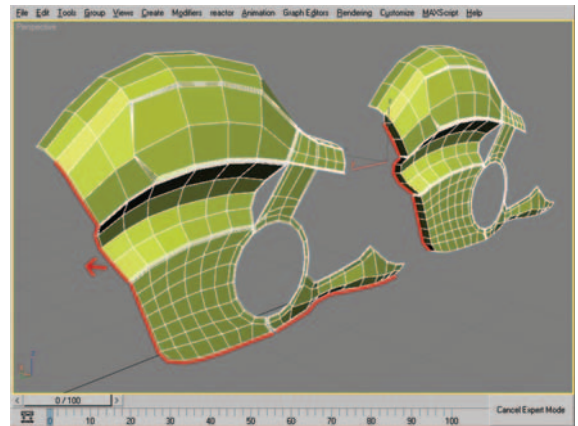 File Edit Tools Group Views Create Modifiers reactor Animation Graph Editors Rendering Customize MAXScript Help
Perspective
< 0 / 100 >
0 10 20 30 40 50 60 70 80 90 100
Cancel Expert Mode